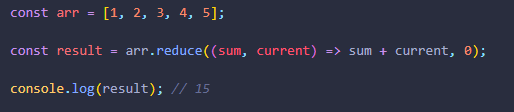 const arr = [1, 2, 3, 4, 5];
const result = arr.reduce((sum, current) => sum + current, 0);
console.log(result); // 15